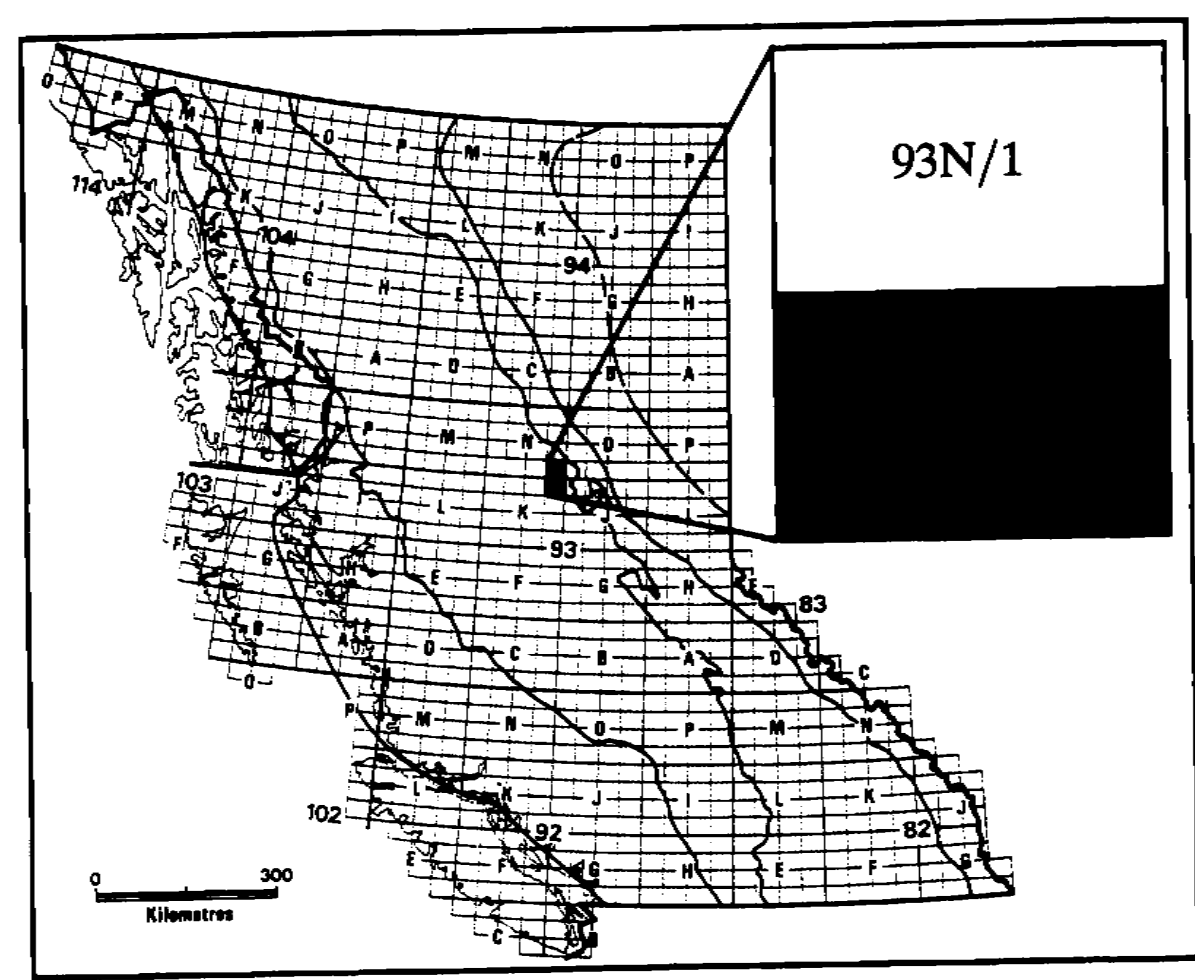 93N/1
O P M N O P M N O P
114
K J I L K J I
104
F G H E F G H
94
A D C B A
P M N O P
103
J L K J
93
F G H E F G H E
83
B A D C B A D C
O P M N O P M N
L K J I L K J
102
92
82
E F G H E F G
C
0 300
Kilometres